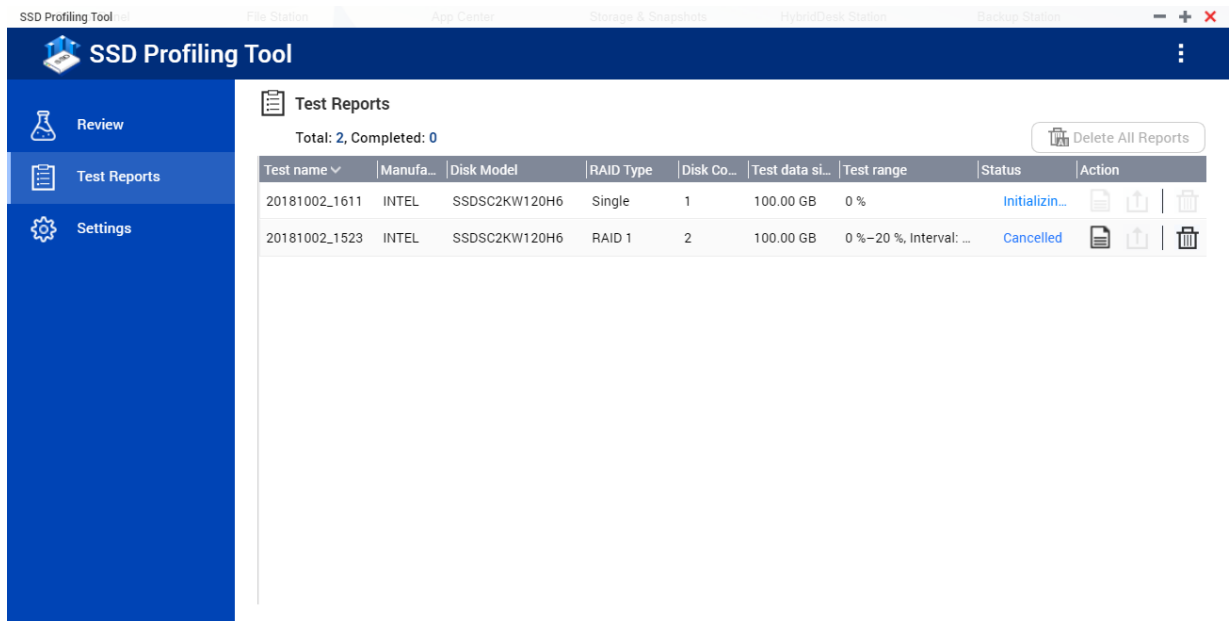 SSD Profiling Tool
File Station App Center Storage & Snapshots HybridDesk Station Backup Station
SSD Profiling Tool
Review
Test Reports
Settings
Test Reports
Total: 2, Completed: 0
Delete All Reports
Test name Manufa... Disk Model RAID Type Disk Co... Test data si... Test range Status Action
20181002_1611 INTEL SSDSC2KW120H6 Single 1 100.00 GB 0 % Initializin...
20181002_1523 INTEL SSDSC2KW120H6 RAID 1 2 100.00 GB 0 %–20 %, Interval: ... Cancelled